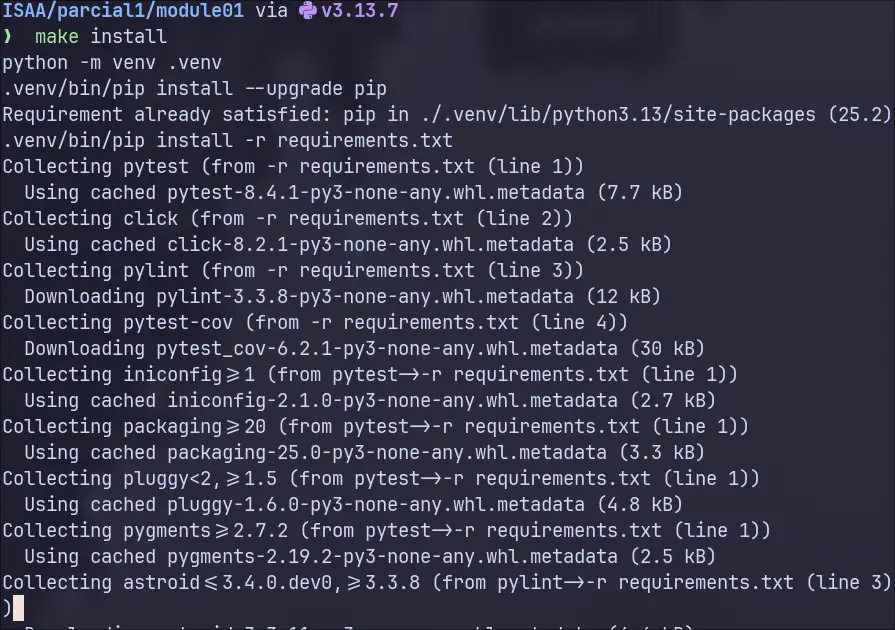 ISAA/parcial1/module01 via v3.13.7
❯ make install
python -m venv .venv
.venv/bin/pip install --upgrade pip
Requirement already satisfied: pip in ./.venv/lib/python3.13/site-packages (25.2)
.venv/bin/pip install -r requirements.txt
Collecting pytest (from -r requirements.txt (line 1))
  Using cached pytest-8.4.1-py3-none-any.whl.metadata (7.7 kB)
Collecting click (from -r requirements.txt (line 2))
  Using cached click-8.2.1-py3-none-any.whl.metadata (2.5 kB)
Collecting pylint (from -r requirements.txt (line 3))
  Downloading pylint-3.3.8-py3-none-any.whl.metadata (12 kB)
Collecting pytest-cov (from -r requirements.txt (line 4))
  Downloading pytest_cov-6.2.1-py3-none-any.whl.metadata (30 kB)
Collecting iniconfig>=1 (from pytest->-r requirements.txt (line 1))
  Using cached iniconfig-2.1.0-py3-none-any.whl.metadata (2.7 kB)
Collecting packaging>=20 (from pytest->-r requirements.txt (line 1))
  Using cached packaging-25.0-py3-none-any.whl.metadata (3.3 kB)
Collecting pluggy<2,>=1.5 (from pytest->-r requirements.txt (line 1))
  Using cached pluggy-1.6.0-py3-none-any.whl.metadata (4.8 kB)
Collecting pygments>=2.7.2 (from pytest->-r requirements.txt (line 1))
  Using cached pygments-2.19.2-py3-none-any.whl.metadata (2.5 kB)
Collecting astroid<=3.4.0.dev0,>=3.3.8 (from pylint->-r requirements.txt (line 3)
)